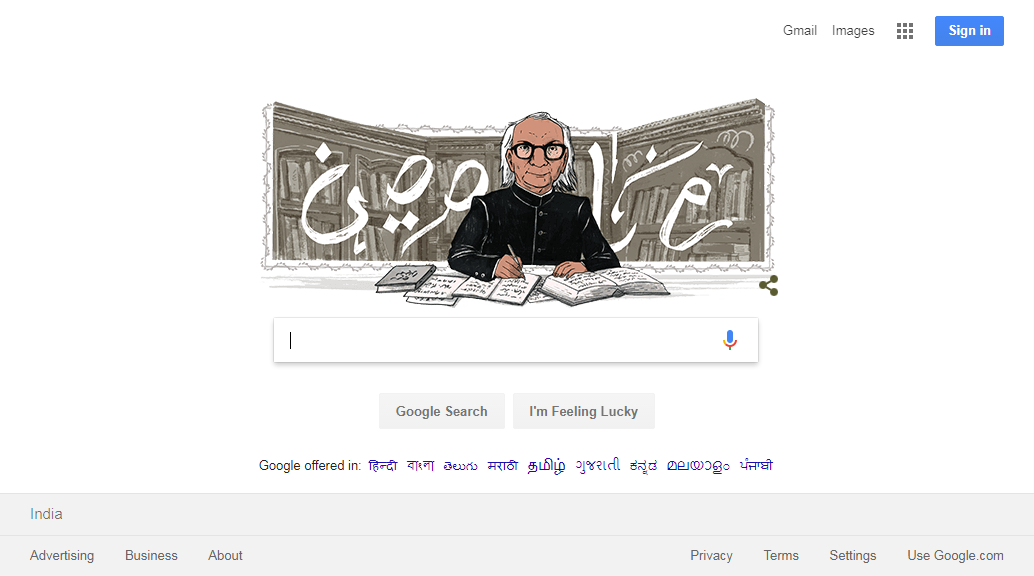 Gmail Images Sign in
Google Search I'm Feeling Lucky
Google offered in: हिन्दी বাংলা తెలుగు मराठी தமிழ் ગુજરાતી ಕನ್ನಡ മലയാളം ਪੰਜਾਬੀ
India
Advertising Business About Privacy Terms Settings Use Google.com